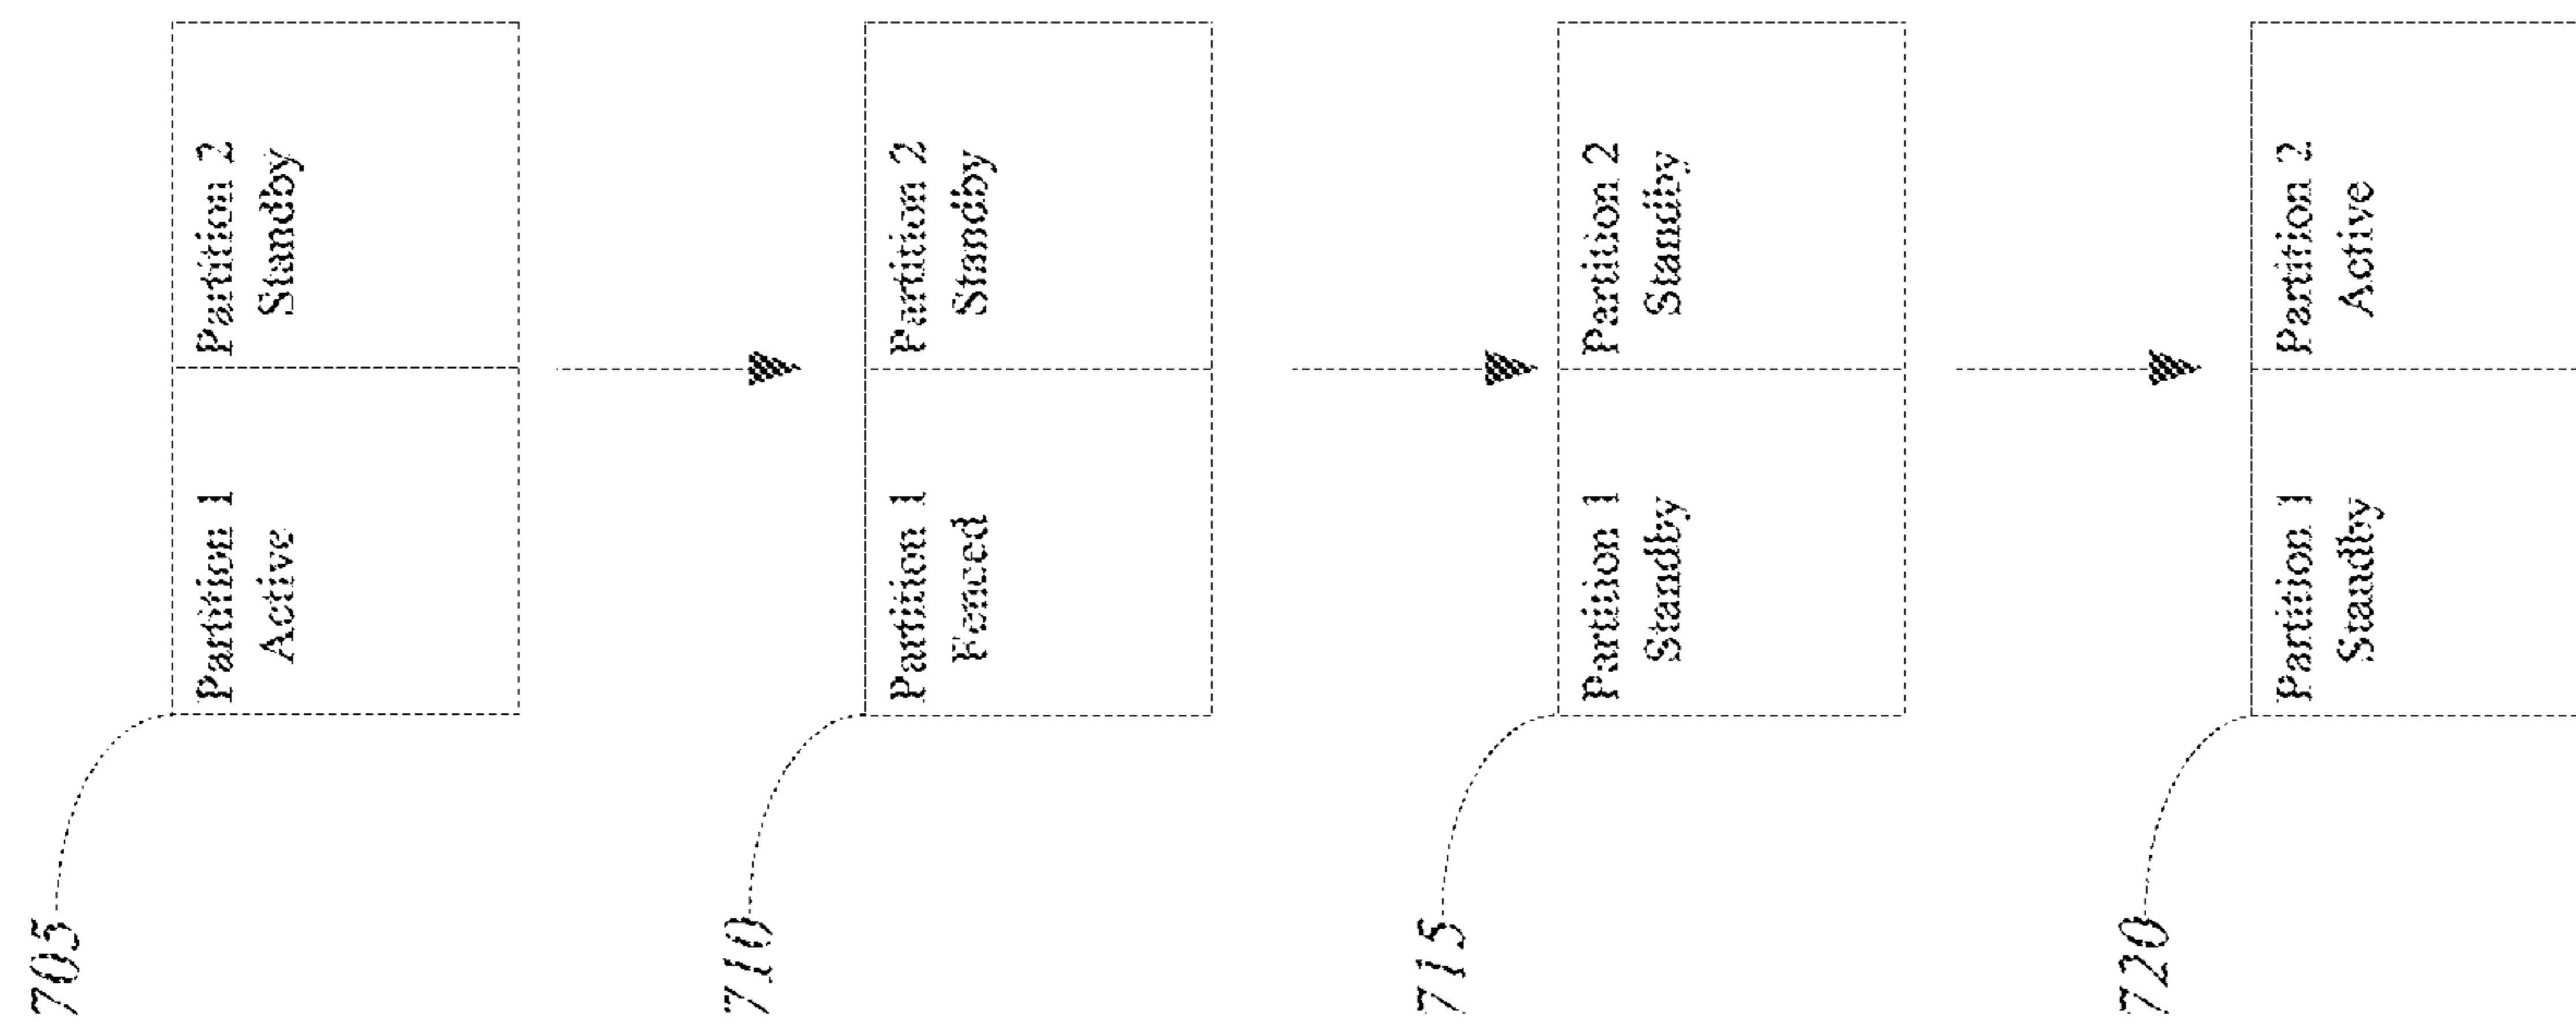 705
Partition 1
Active
Partition 2
Standby
710
Partition 1
Fenced
Partition 2
Standby
715
Partition 1
Standby
Partition 2
Standby
720
Partition 1
Standby
Partition 2
Active